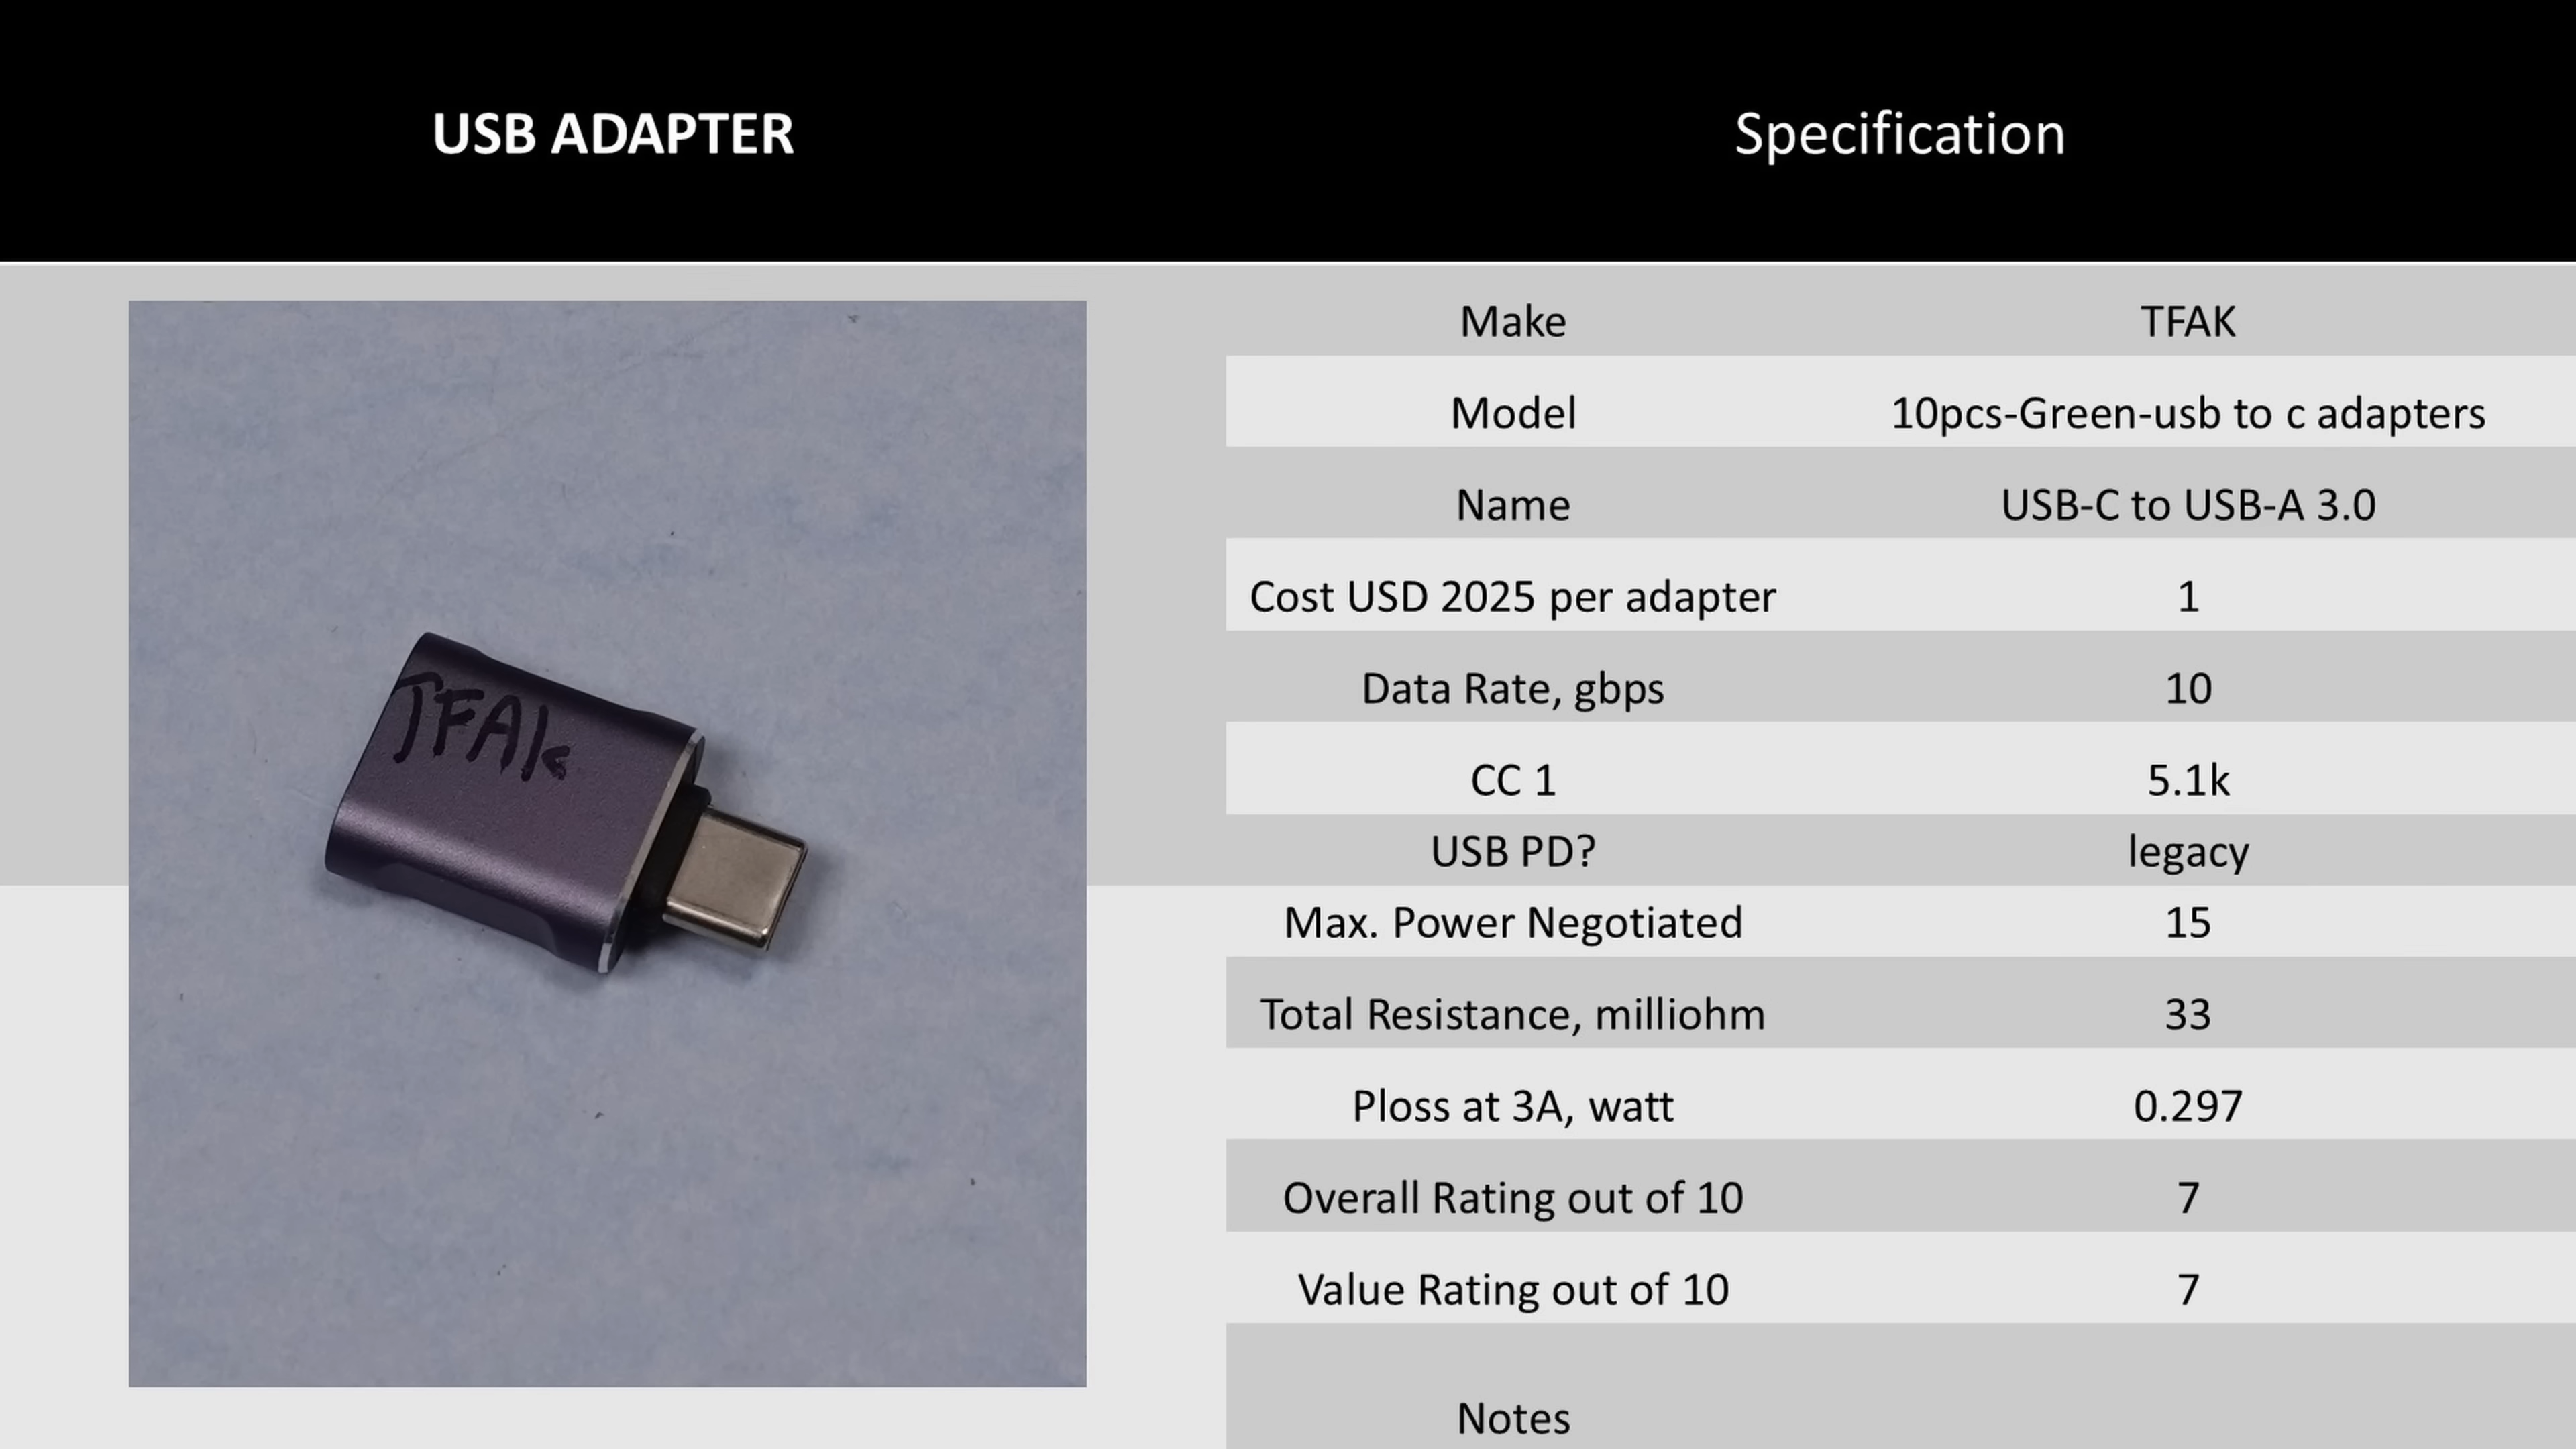 USB ADAPTER
Specification
TFAK
Make TFAK
Model 10pcs-Green-usb to c adapters
Name USB-C to USB-A 3.0
Cost USD 2025 per adapter 1
Data Rate, gbps 10
CC 1 5.1k
USB PD? legacy
Max. Power Negotiated 15
Total Resistance, milliohm 33
Ploss at 3A, watt 0.297
Overall Rating out of 10 7
Value Rating out of 10 7
Notes